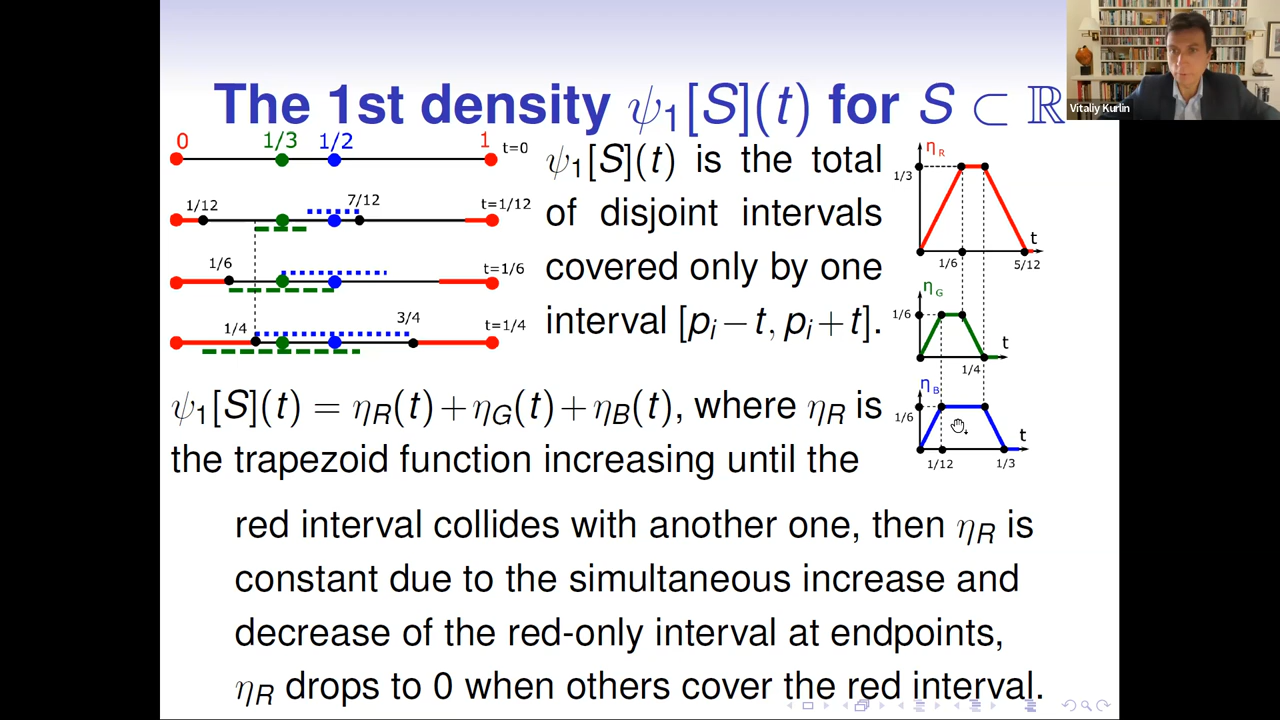 Vitaliy Kurlin
The 1st density ψ₁[S](t) for S ⊂ ℝ
0 1/3 1/2 1 t=0
1/12 7/12 t=1/12
1/6 t=1/6
1/4 3/4 t=1/4
ψ₁[S](t) is the total
of disjoint intervals
covered only by one
interval [pᵢ − t, pᵢ + t].
η_R
1/3
t
1/6 5/12
η_G
1/6
t
1/4
η_B
1/6
t
1/12 1/3
ψ₁[S](t) = η_R(t)+η_G(t)+η_B(t), where η_R is
the trapezoid function increasing until the
red interval collides with another one, then η_R is
constant due to the simultaneous increase and
decrease of the red-only interval at endpoints,
η_R drops to 0 when others cover the red interval.